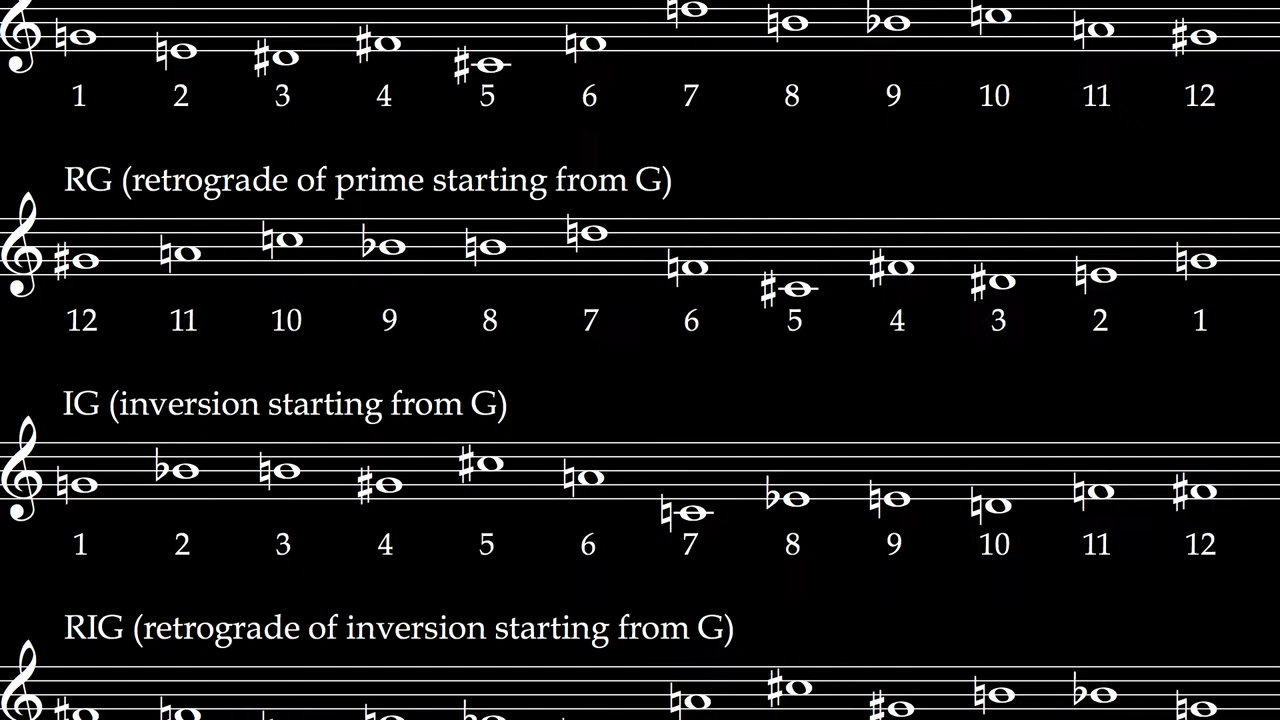 1 2 3 4 5 6 7 8 9 10 11 12
RG (retrograde of prime starting from G)
12 11 10 9 8 7 6 5 4 3 2 1
IG (inversion starting from G)
1 2 3 4 5 6 7 8 9 10 11 12
RIG (retrograde of inversion starting from G)